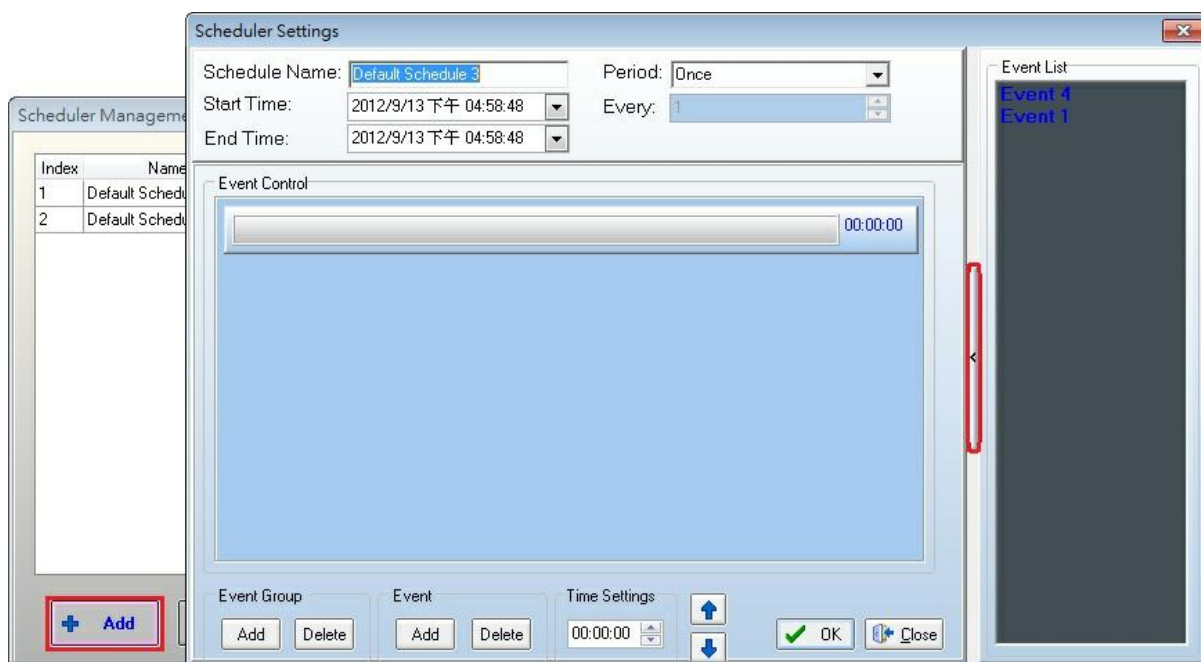 Scheduler Settings
Schedule Name: Default Schedule 3
Period: Once
Start Time: 2012/9/13 下午 04:58:48
Every: 1
End Time: 2012/9/13 下午 04:58:48
Event List
Event 4
Event 1
Event Control
00:00:00
Event Group
Add Delete
Event
Add Delete
Time Settings
00:00:00
OK
Close
Scheduler
Index Name
1 Default
2 Default
Add